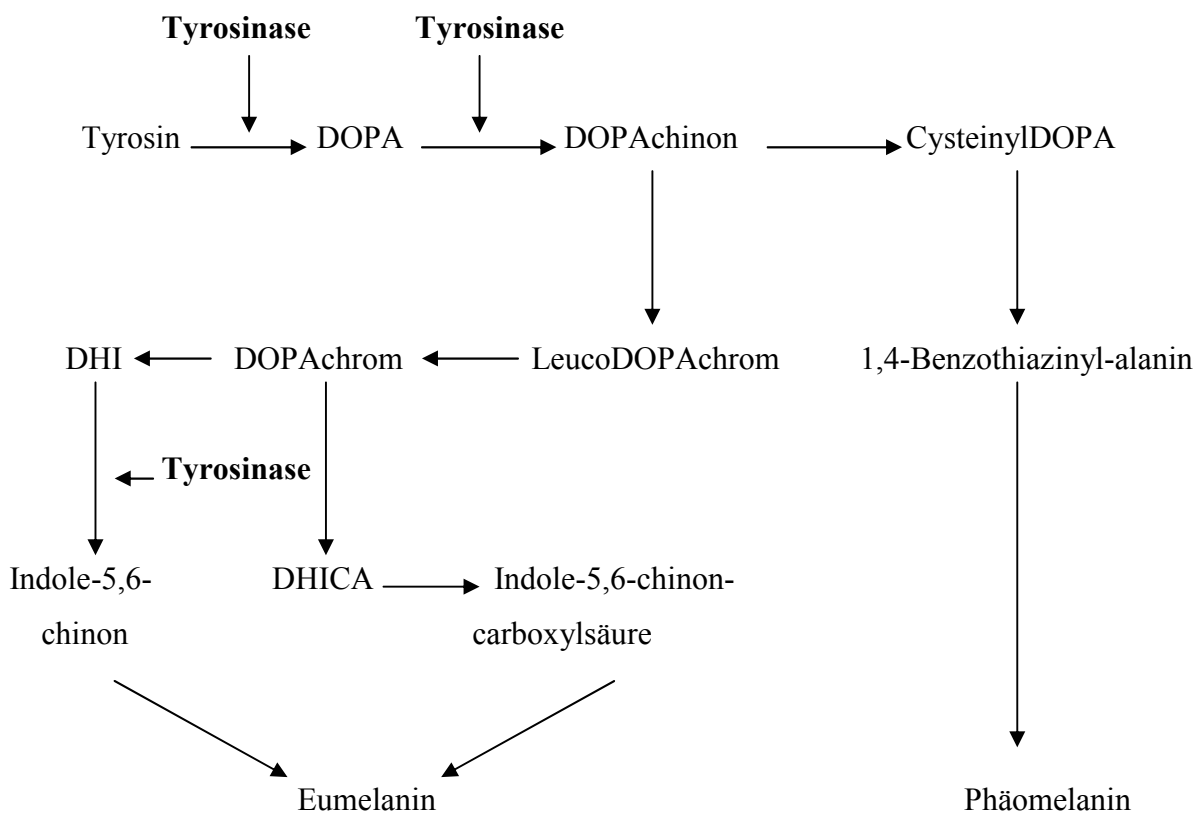 Tyrosinase Tyrosinase
Tyrosin DOPA DOPAchinon CysteinylDOPA
DHI DOPAchrom LeucoDOPAchrom 1,4-Benzothiazinyl-alanin
Tyrosinase
Indole-5,6- DHICA Indole-5,6-chinon-
chinon carboxylsäure
Eumelanin Phäomelanin